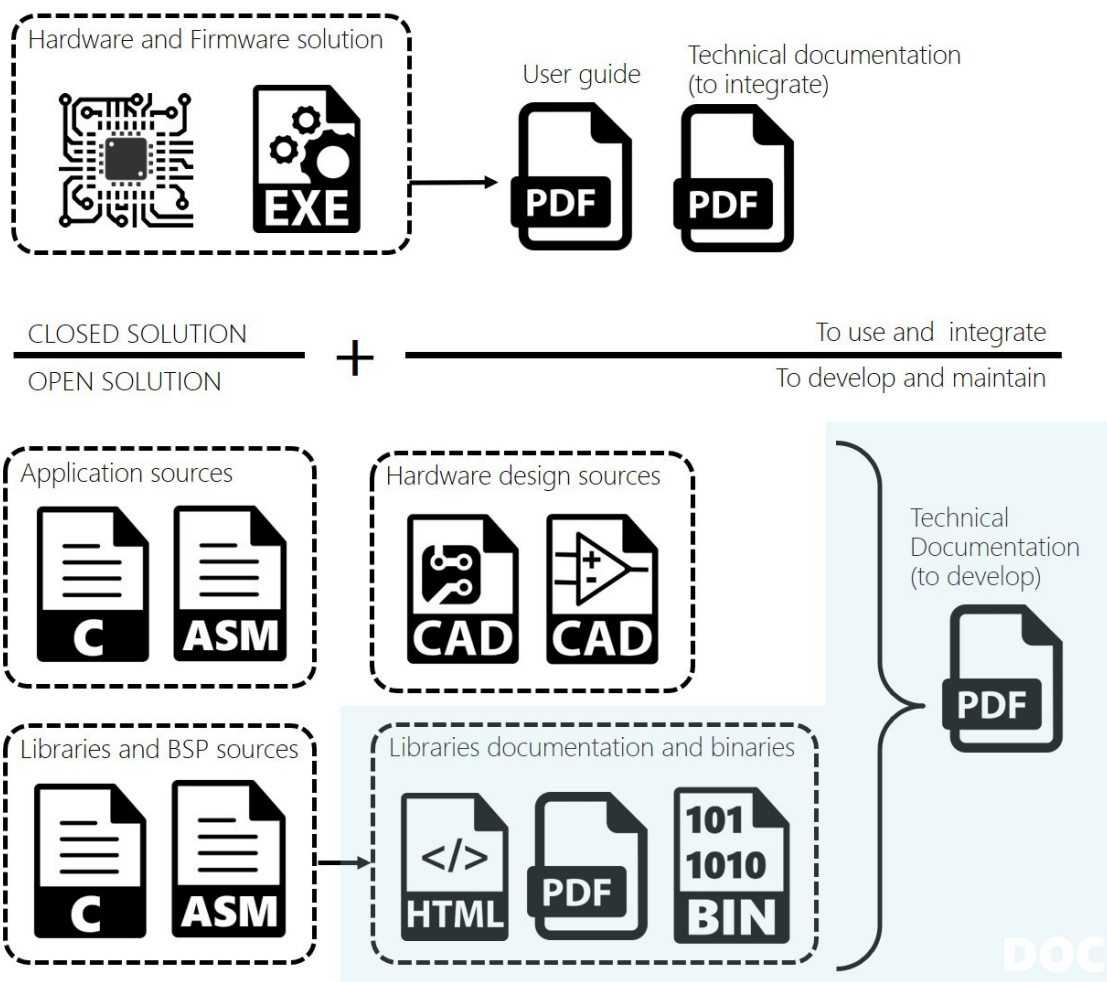 Hardware and Firmware solution
EXE
User guide
PDF
Technical documentation
(to integrate)
PDF
CLOSED SOLUTION
OPEN SOLUTION
+
To use and integrate
To develop and maintain
Application sources
C
ASM
Hardware design sources
CAD
CAD
Technical
Documentation
(to develop)
PDF
Libraries and BSP sources
C
ASM
Libraries documentation and binaries
</>
HTML
PDF
101
1010
BIN
DOC